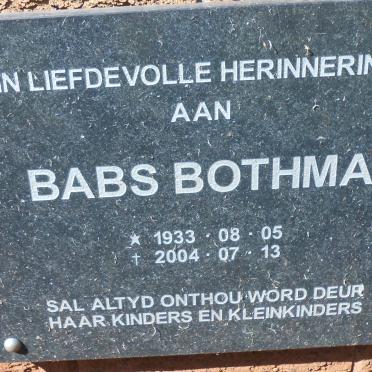 IN LIEFDEVOLLE HERINNERIN
AAN
BABS BOTHMA
★ 1933 · 08 · 05
† 2004 · 07 · 13
SAL ALTYD ONTHOU WORD DEUR
HAAR KINDERS EN KLEINKINDERS